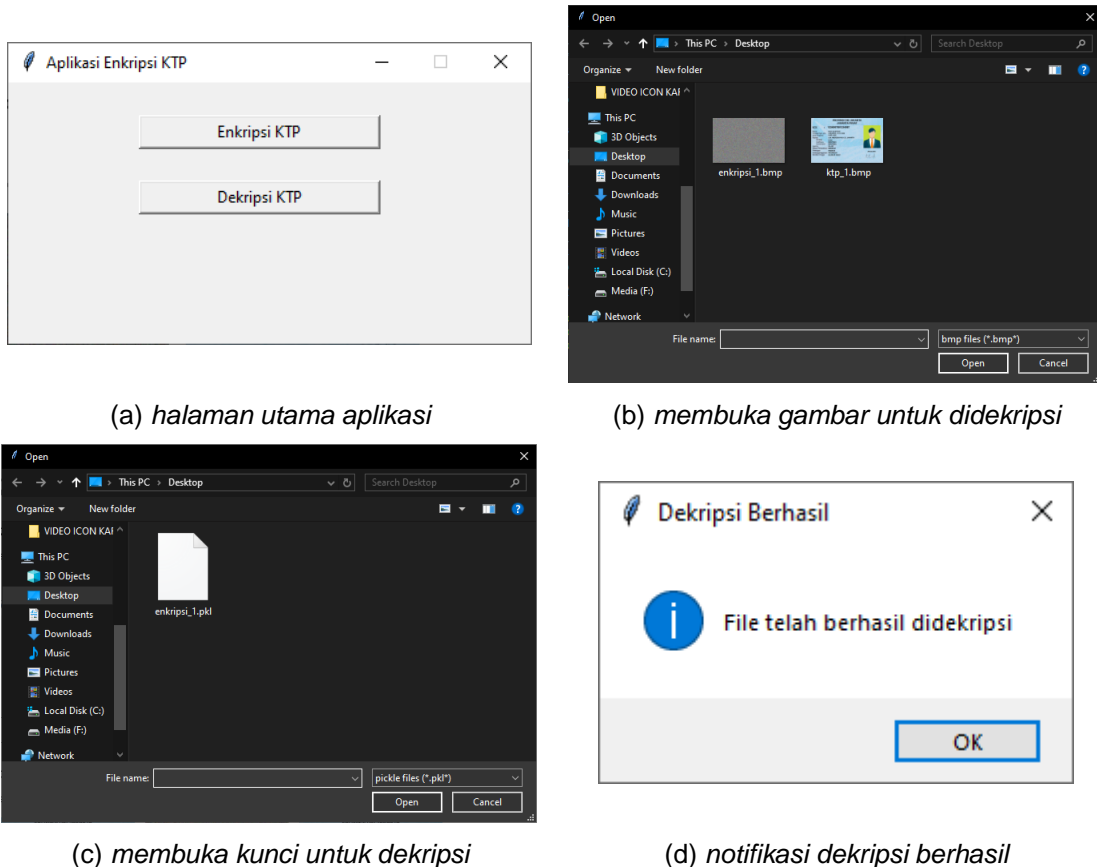 Aplikasi Enkripsi KTP
Enkripsi KTP
Dekripsi KTP
(a) halaman utama aplikasi
Open
This PC > Desktop
Search Desktop
Organize
New folder
VIDEO ICON KAF
This PC
3D Objects
Desktop
Documents
Downloads
Music
Pictures
Videos
Local Disk (C:)
Media (F:)
Network
enkripsi_1.bmp
ktp_1.bmp
File name:
bmp files (*.bmp*)
Open
Cancel
(b) membuka gambar untuk didekripsi
Open
This PC > Desktop
Search Desktop
Organize
New folder
VIDEO ICON KAF
This PC
3D Objects
Desktop
Documents
Downloads
Music
Pictures
Videos
Local Disk (C:)
Media (F:)
Network
enkripsi_1.pkl
File name:
pickle files (*.pkl*)
Open
Cancel
(c) membuka kunci untuk dekripsi
Dekripsi Berhasil
File telah berhasil didekripsi
OK
(d) notifikasi dekripsi berhasil